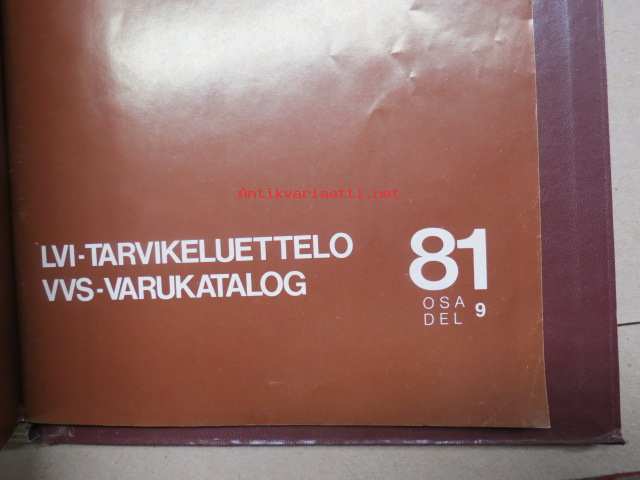 Antikvariaatti.net
LVI-TARVIKELUETTELO
VVS-VARUKATALOG
81
OSA
DEL 9